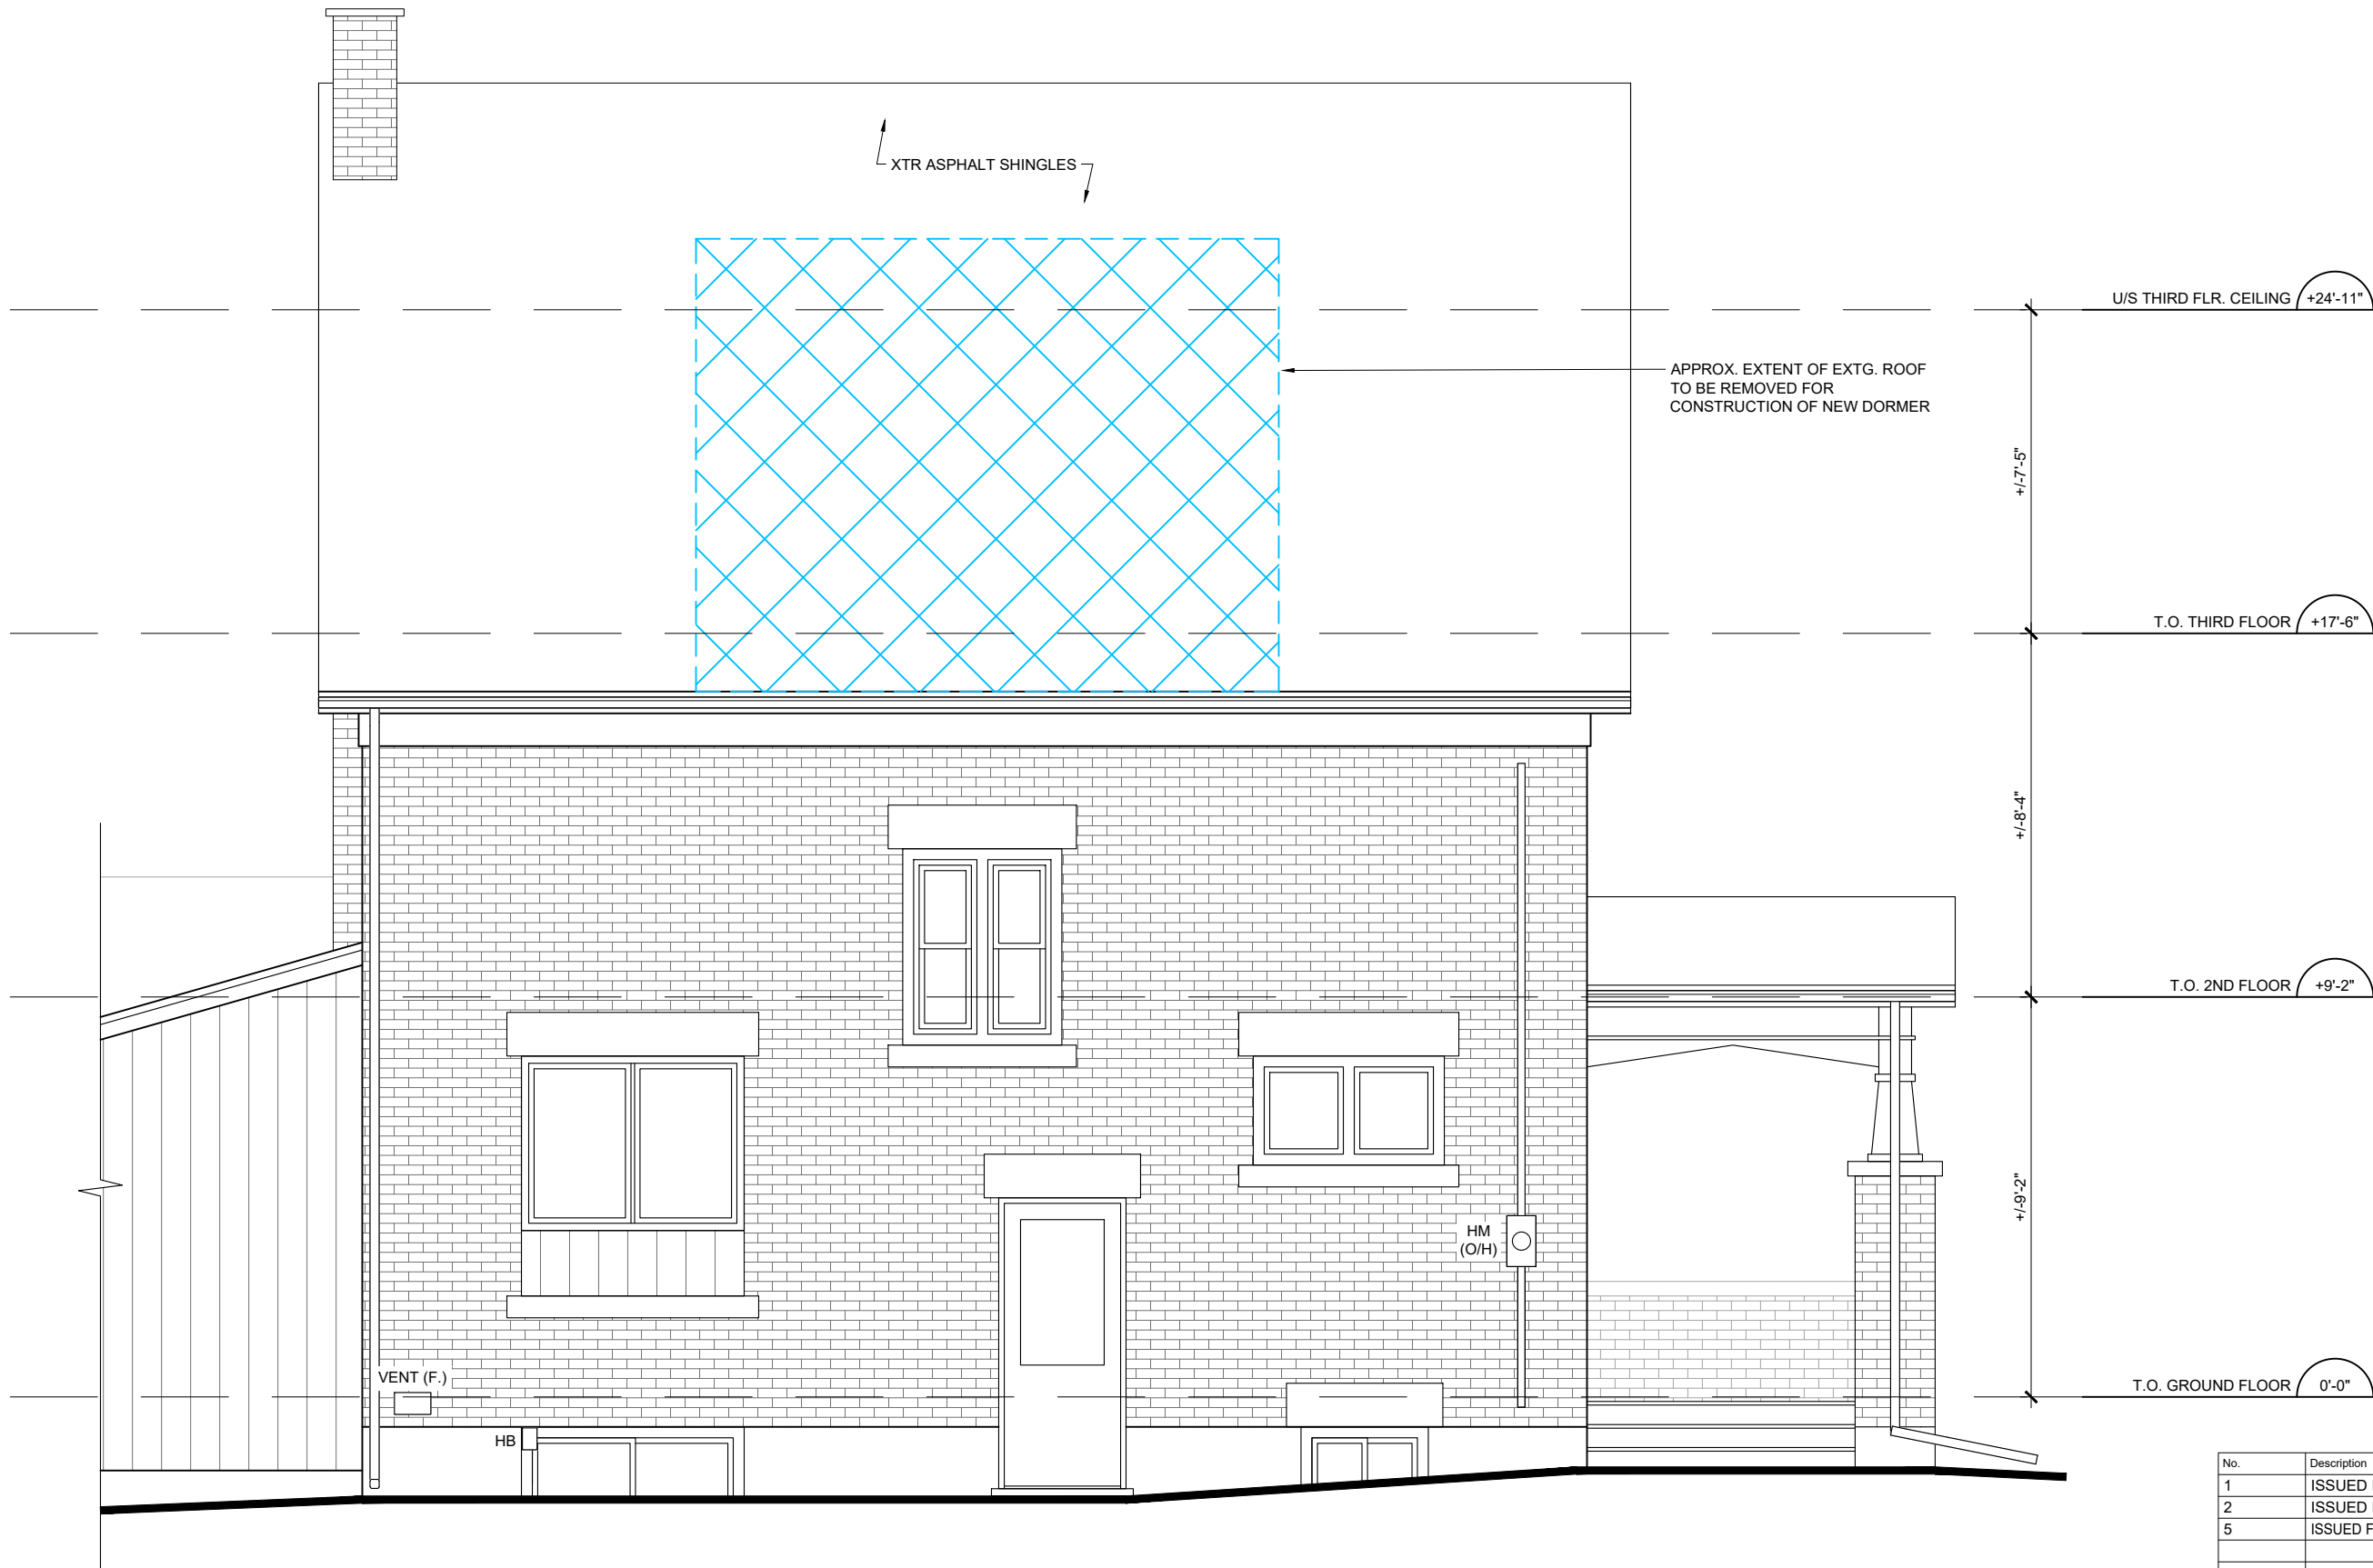 XTR ASPHALT SHINGLES
U/S THIRD FLR. CEILING +24'-11"
APPROX. EXTENT OF EXTG. ROOF
TO BE REMOVED FOR
CONSTRUCTION OF NEW DORMER
+/-7'-5"
T.O. THIRD FLOOR +17'-6"
+/-8'-4"
T.O. 2ND FLOOR +9'-2"
+/-9'-2"
HM
(O/H)
VENT (F.)
T.O. GROUND FLOOR 0'-0"
HB
No. Description
1 ISSUED
2 ISSUED
5 ISSUED F